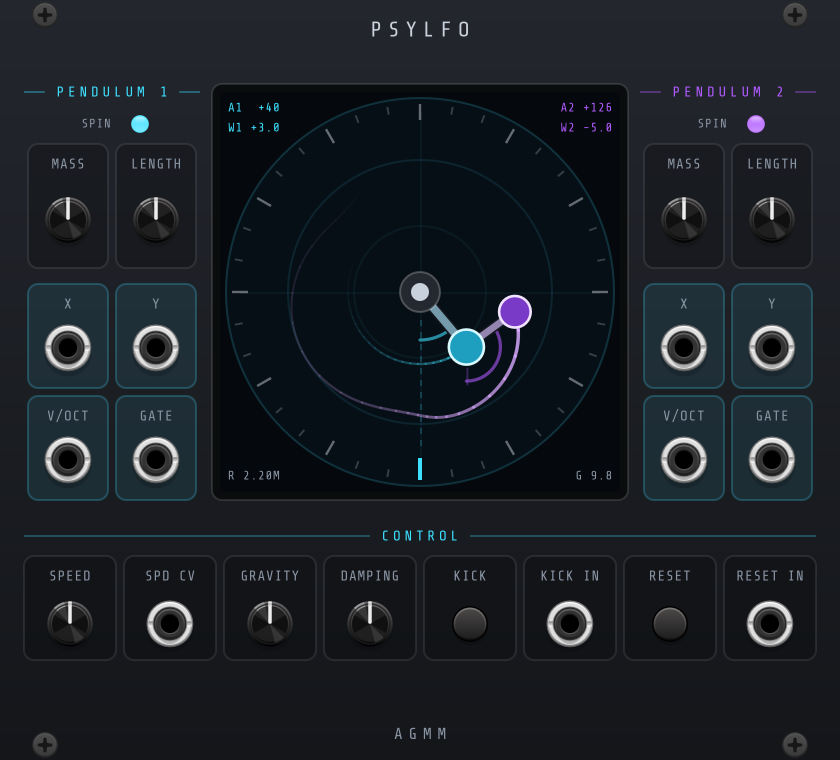 PSYLFO
PENDULUM 1
SPIN
MASS LENGTH
X Y
V/OCT GATE
A1 +40
W1 +3.0
A2 +126
W2 -5.0
R 2.20M
G 9.8
PENDULUM 2
SPIN
MASS LENGTH
X Y
V/OCT GATE
CONTROL
SPEED SPD CV GRAVITY DAMPING KICK KICK IN RESET RESET IN
AGMM